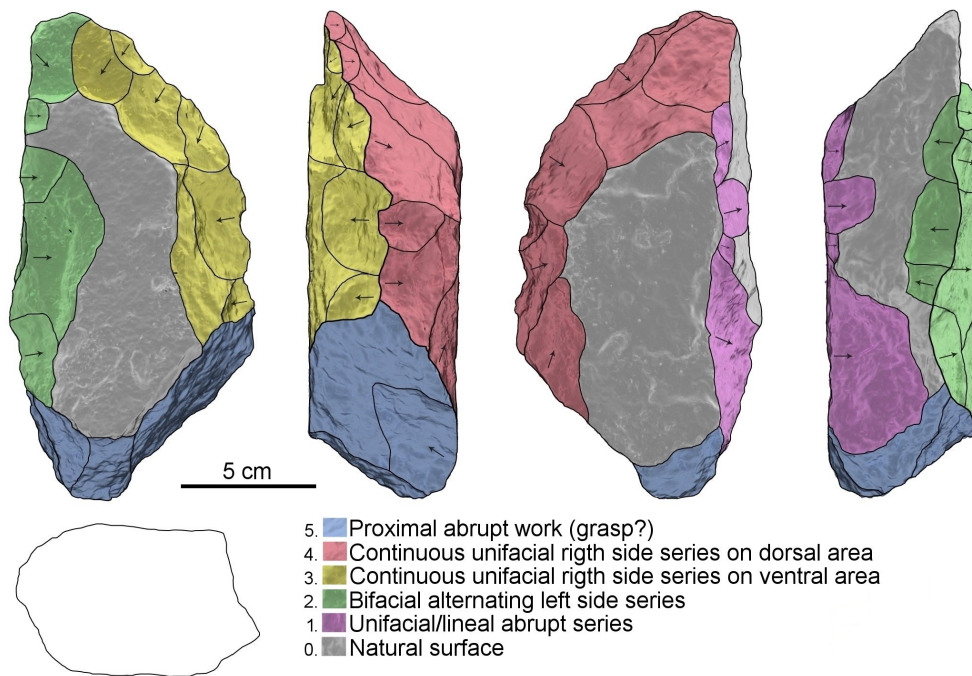 5 cm
5. Proximal abrupt work (grasp?)
4. Continuous unifacial rigth side series on dorsal area
3. Continuous unifacial rigth side series on ventral area
2. Bifacial alternating left side series
1. Unifacial/lineal abrupt series
0. Natural surface